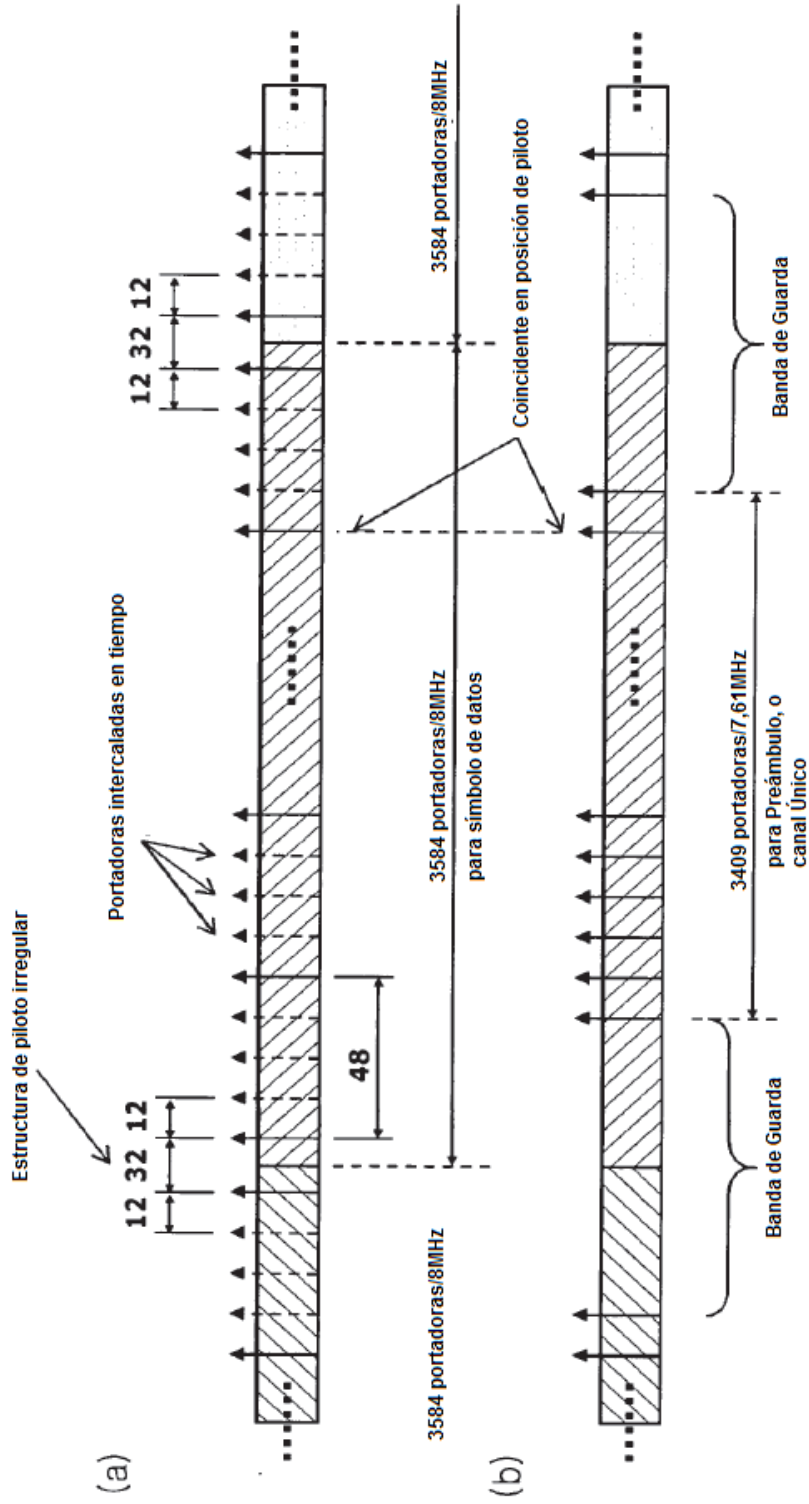 Estructura de piloto irregular
Portadoras intercaladas en tiempo
(a)
12 32 12
12 32 12
48
3584 portadoras/8MHz
3584 portadoras/8MHz
para símbolo de datos
3584 portadoras/8MHz
Coincidente en posición de piloto
(b)
Banda de Guarda
3409 portadoras/7,61MHz
para Preámbulo, o
canal Único
Banda de Guarda